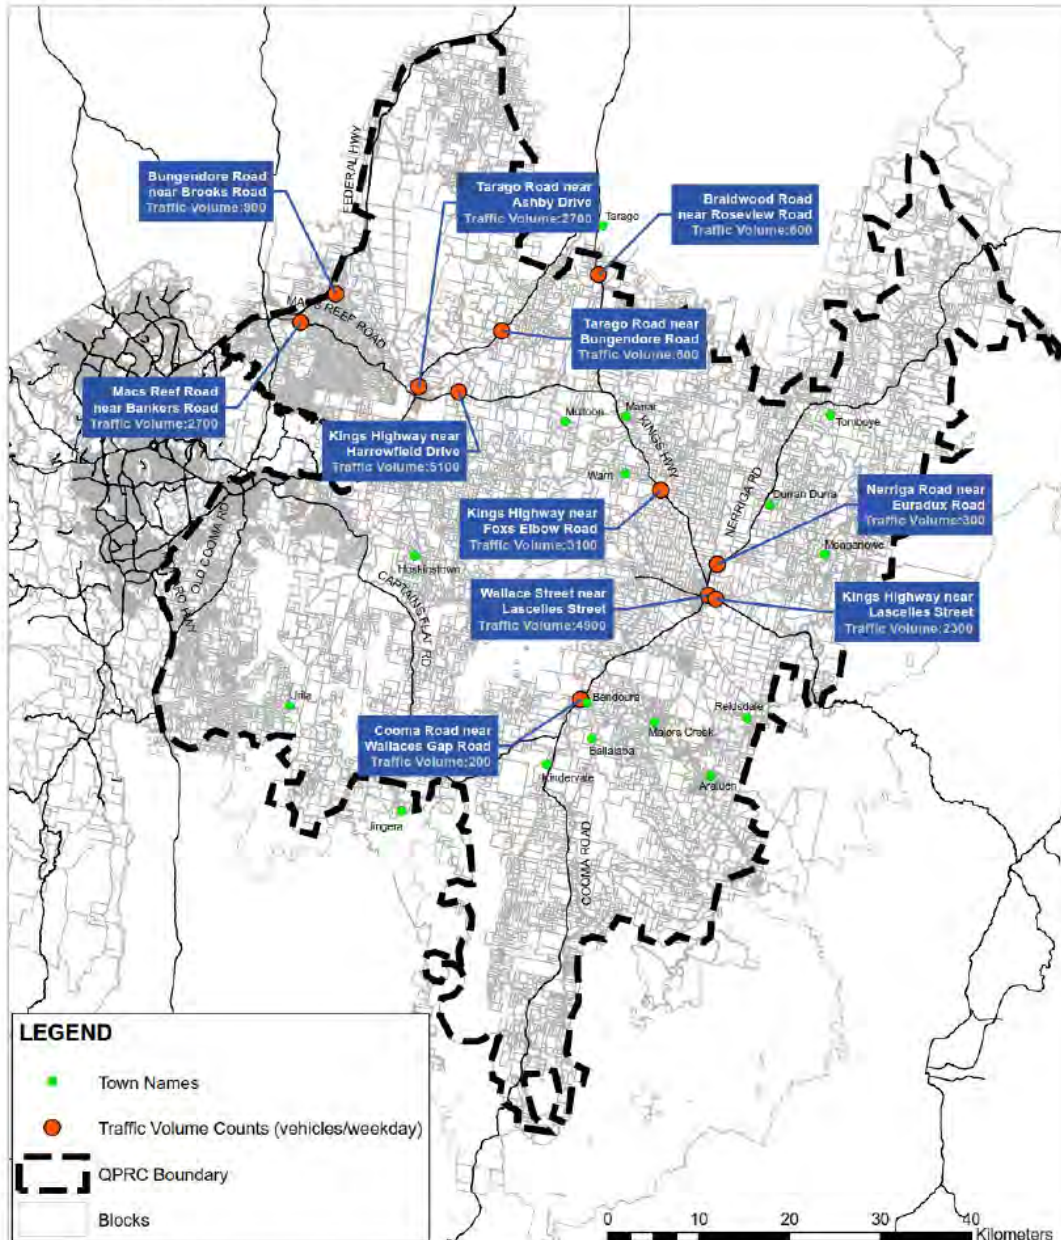 FEDERAL HWY
Bungendore Road
near Brooks Road
Traffic Volume:900
Tarago Road near
Ashby Drive
Traffic Volume:2700
Braidwood Road
near Roseview Road
Traffic Volume:600
Tarago
MACS REEF ROAD
Tarago Road near
Bungendore Road
Traffic Volume:600
Macs Reef Road
near Bankers Road
Traffic Volume:2700
Kings Highway near
Harrowfield Drive
Traffic Volume:5100
Mulloon
Manar
KINGS HWY
Tomboye
Warri
NERRIGA RD
Durran Durra
Kings Highway near
Foxs Elbow Road
Traffic Volume:3100
Nerriga Road near
Euradux Road
Traffic Volume:300
OLD COOMA RD
Hoskinstown
CAPTAINS FLAT RD
Mongarlowe
Wallace Street near
Lascelles Street
Traffic Volume:4900
Kings Highway near
Lascelles Street
Traffic Volume:2300
Urila
Bendoura
Reidsdale
Majors Creek
Cooma Road near
Wallaces Gap Road
Traffic Volume:200
Ballalaba
Kindervale
Araluen
Jingera
COOMA ROAD
LEGEND
Town Names
Traffic Volume Counts (vehicles/weekday)
QPRC Boundary
Blocks
0 10 20 30 40
Kilometers